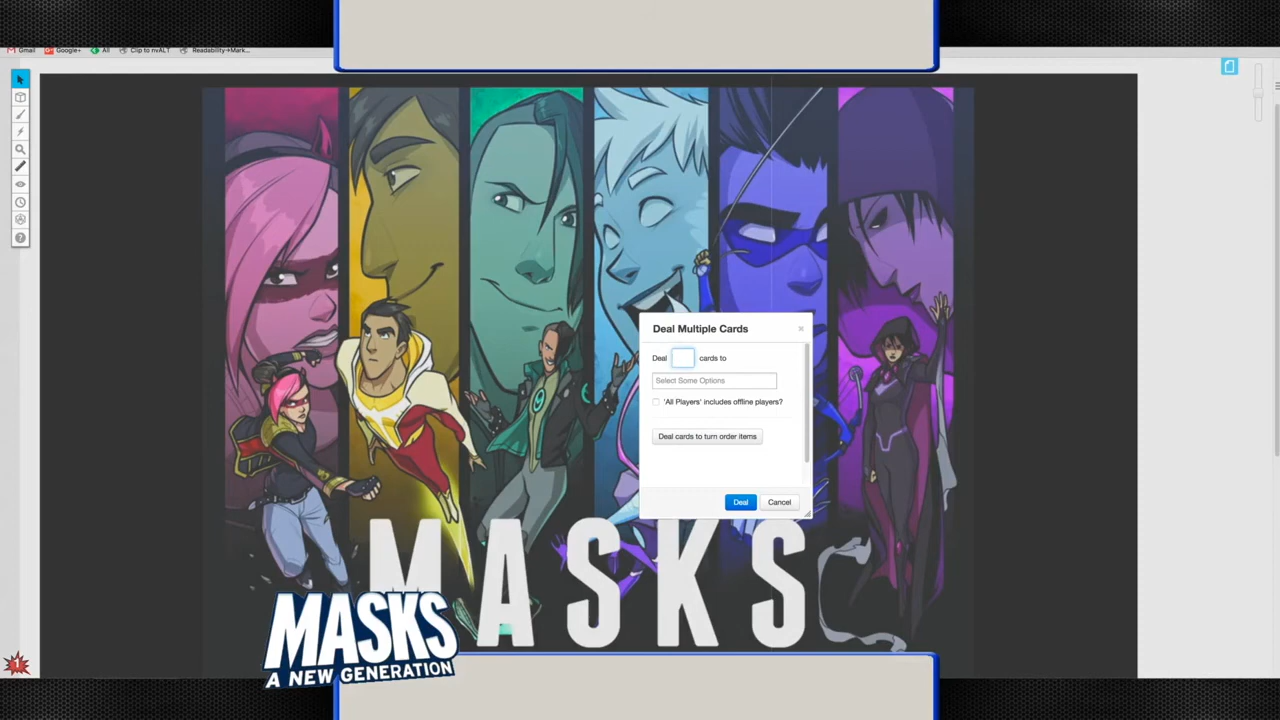 Gmail Google+ All Clip to nvALT Readability->Mark...
Deal Multiple Cards ×
Deal cards to
Select Some Options
'All Players' includes offline players?
Deal cards to turn order items
Deal Cancel
MASKS
MASKS
A NEW GENERATION
1